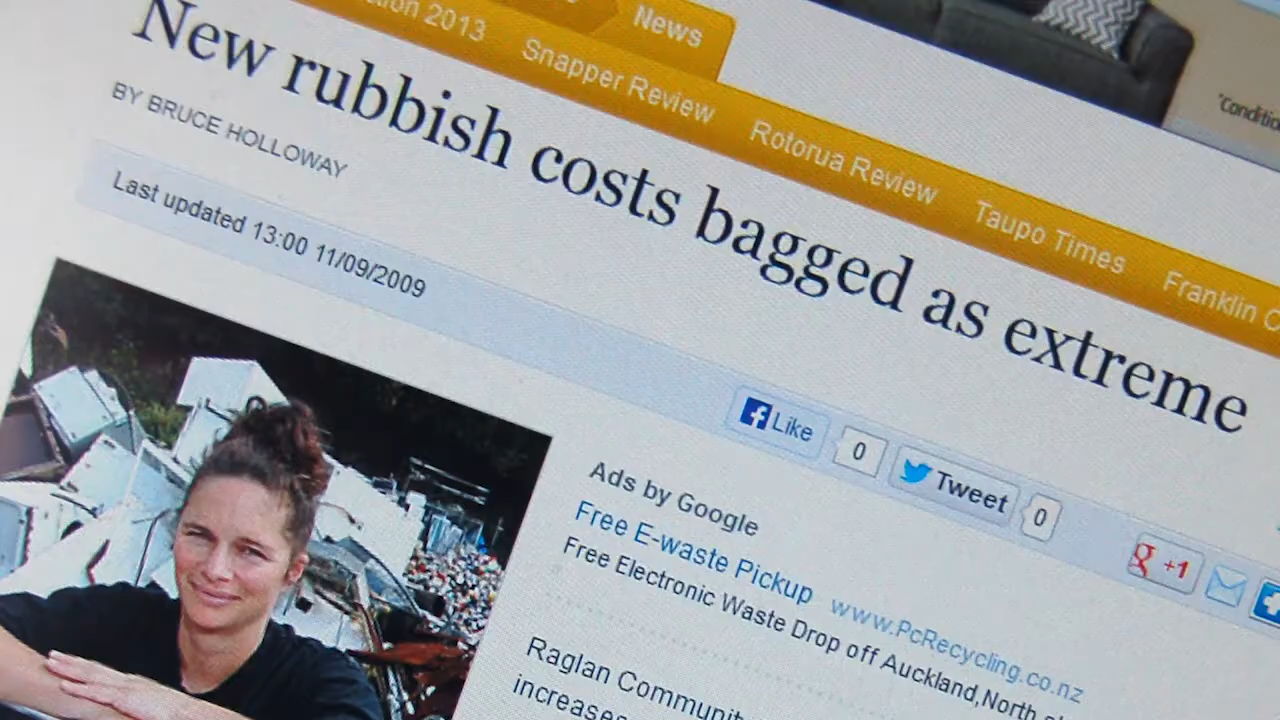 News
2013
Snapper Review
Rotorua Review
Taupo Times
Franklin
New rubbish costs bagged as extreme
BY BRUCE HOLLOWAY
Last updated 13:00 11/09/2009
Like
0
Tweet
0
g +1
Ads by Google
Free E-waste Pickup www.PcRecycling.co.nz
Free Electronic Waste Drop off Auckland,North
Raglan
increases